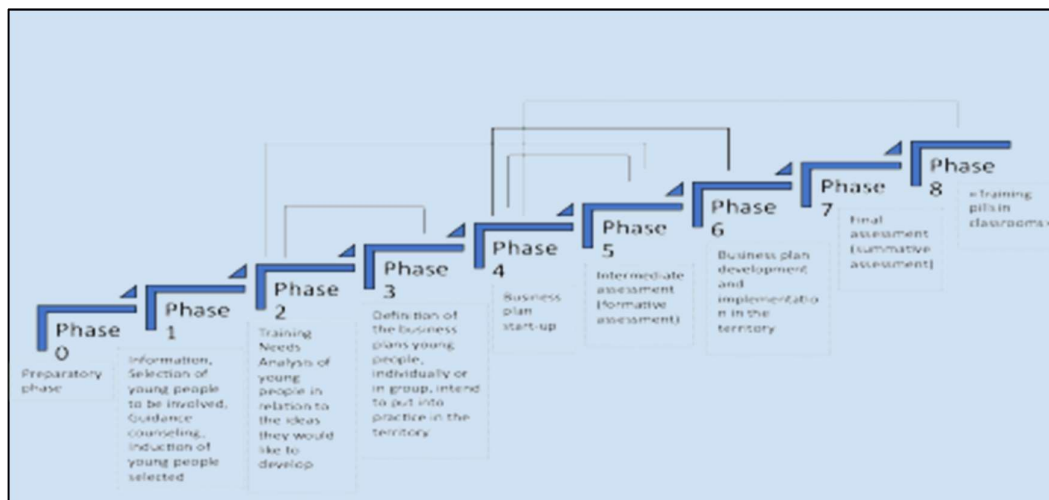 Phase
0
Preparatory
phase
Phase
1
Information,
Selection of
young people
to be involved,
Guidance
counseling,
Induction of
young people
selected
Phase
2
Training
Needs
Analysis of
young
people in
relation to
the ideas
they would
like to
develop
Phase
3
Definition of
the business
plans young
people,
individually or
in group, intend
to put into
practice in the
territory
Phase
4
Business
plan
start-up
Phase
5
Intermediate
assessment
(formative
assessment)
Phase
6
Business plan
development
and
implementatio
n in the
territory
Phase
7
Final
assessment
(summative
assessment)
Phase
8
«Training
pills in
classrooms»